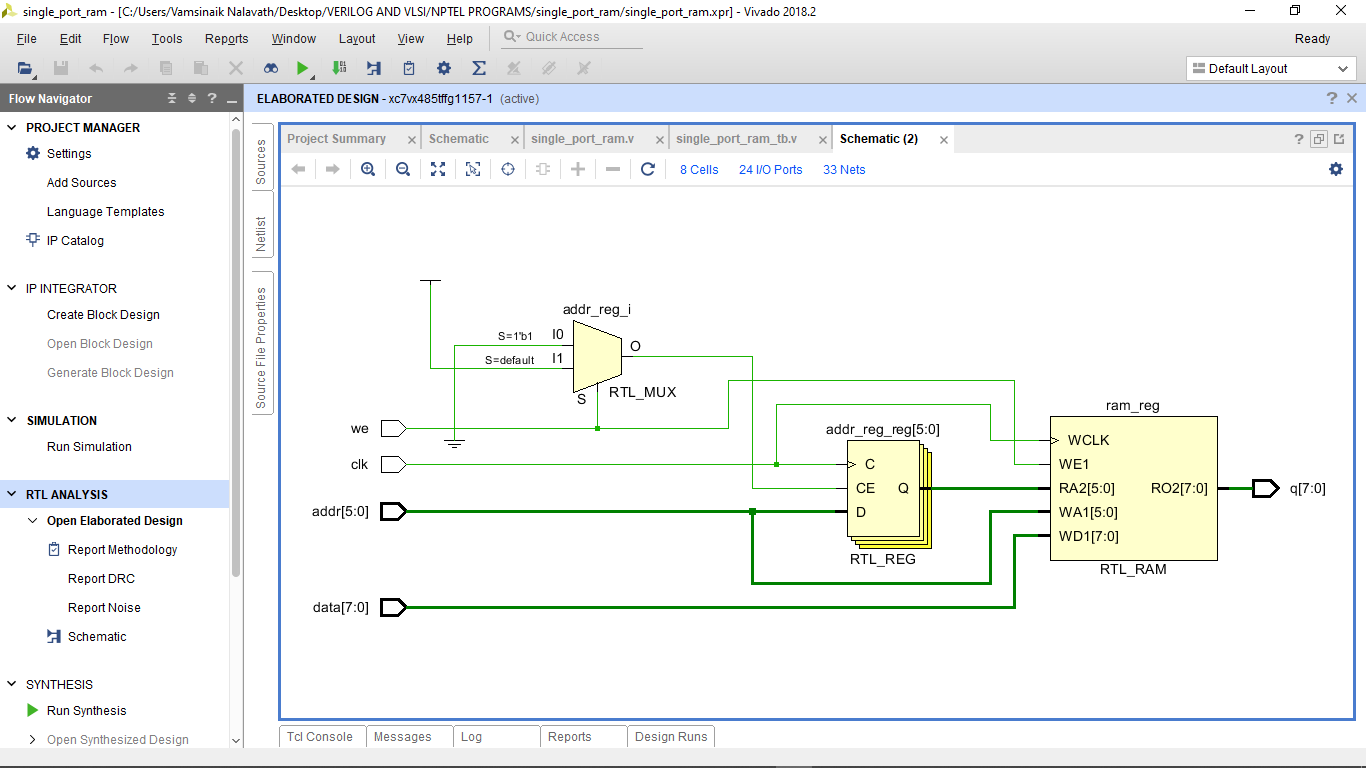 single_port_ram - [C:/Users/Vamsinaik Nalavath/Desktop/VERILOG AND VLSI/NPTEL PROGRAMS/single_port_ram/single_port_ram.xpr] - Vivado 2018.2
File Edit Flow Tools Reports Window Layout View Help Quick Access Ready
Default Layout
Flow Navigator
PROJECT MANAGER
Settings
Add Sources
Language Templates
IP Catalog
IP INTEGRATOR
Create Block Design
Open Block Design
Generate Block Design
SIMULATION
Run Simulation
RTL ANALYSIS
Open Elaborated Design
Report Methodology
Report DRC
Report Noise
Schematic
SYNTHESIS
Run Synthesis
Open Synthesized Design
ELABORATED DESIGN - xc7vx485tffg1157-1 (active)
Sources
Netlist
Source File Properties
Project Summary Schematic single_port_ram.v single_port_ram_tb.v Schematic (2)
8 Cells 24 I/O Ports 33 Nets
addr_reg_i
S=1'b1 I0
S=default I1
O
S
RTL_MUX
we
clk
addr[5:0]
data[7:0]
addr_reg_reg[5:0]
C
CE Q
D
RTL_REG
ram_reg
WCLK
WE1
RA2[5:0] RO2[7:0]
WA1[5:0]
WD1[7:0]
RTL_RAM
q[7:0]
Tcl Console Messages Log Reports Design Runs